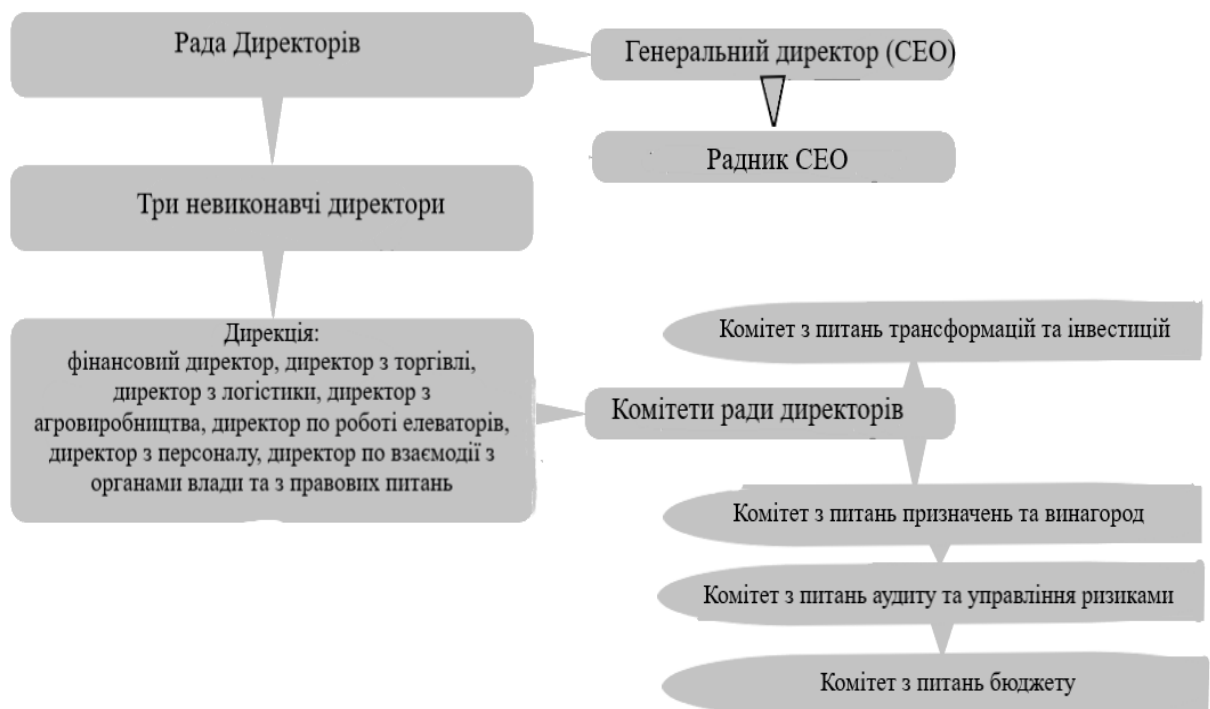 Рада Директорів
Генеральний директор (CEO)
Радник CEO
Три невиконавчі директори
Дирекція:
фінансовий директор, директор з торгівлі,
директор з логістики, директор з
агровиробництва, директор по роботі елеваторів,
директор з персоналу, директор по взаємодії з
органами влади та з правових питань
Комітети ради директорів
Комітет з питань трансформацій та інвестицій
Комітет з питань призначень та винагород
Комітет з питань аудиту та управління ризиками
Комітет з питань бюджету